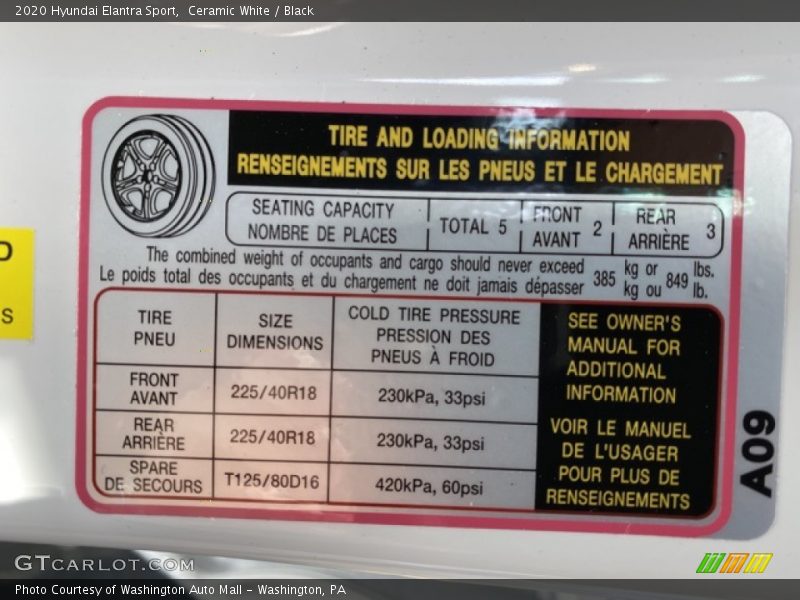 2020 Hyundai Elantra Sport,  Ceramic White / Black
TIRE AND LOADING INFORMATION
RENSEIGNEMENTS SUR LES PNEUS ET LE CHARGEMENT
SEATING CAPACITY
NOMBRE DE PLACES
TOTAL 5
FRONT
AVANT
2
REAR
ARRIÈRE
3
The combined weight of occupants and cargo should never exceed
Le poids total des occupants et du chargement ne doit jamais dépasser
385
kg or
kg ou
849
lbs.
lb.
TIRE
PNEU
SIZE
DIMENSIONS
COLD TIRE PRESSURE
PRESSION DES
PNEUS À FROID
FRONT
AVANT
225/40R18
230kPa, 33psi
REAR
ARRIÈRE
225/40R18
230kPa, 33psi
SPARE
DE SECOURS
T125/80D16
420kPa, 60psi
SEE OWNER'S
MANUAL FOR
ADDITIONAL
INFORMATION
VOIR LE MANUEL
DE L'USAGER
POUR PLUS DE
RENSEIGNEMENTS
A09
S
GTCARLOT.COM
Photo Courtesy of Washington Auto Mall - Washington, PA